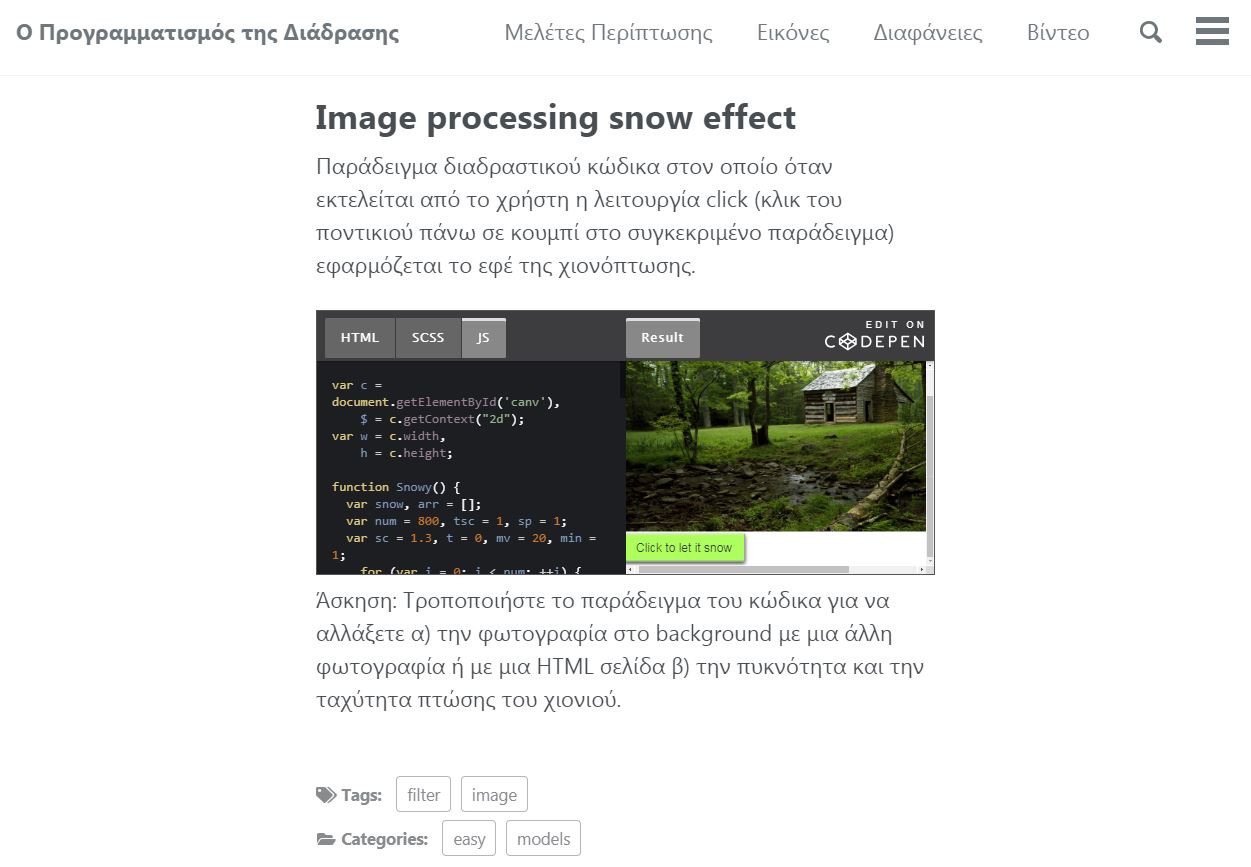 Ο Προγραμματισμός της Διάδρασης Μελέτες Περίπτωσης Εικόνες Διαφάνειες Βίντεο
Image processing snow effect
Παράδειγμα διαδραστικού κώδικα στον οποίο όταν
εκτελείται από το χρήστη η λειτουργία click (κλικ του
ποντικιού πάνω σε κουμπί στο συγκεκριμένο παράδειγμα)
εφαρμόζεται το εφέ της χιονόπτωσης.
HTML SCSS JS Result EDIT ON
CODEPEN
var c =
document.getElementById('canv'),
$ = c.getContext("2d");
var w = c.width,
h = c.height;
function Snowy() {
var snow, arr = [];
var num = 800, tsc = 1, sp = 1;
var sc = 1.3, t = 0, mv = 20, min =
1;
for (var i = 0; i < num; ++i) {
Click to let it snow
Άσκηση: Τροποποιήστε το παράδειγμα του κώδικα για να
αλλάξετε α) την φωτογραφία στο background με μια άλλη
φωτογραφία ή με μια HTML σελίδα β) την πυκνότητα και την
ταχύτητα πτώσης του χιονιού.
Tags: filter image
Categories: easy models